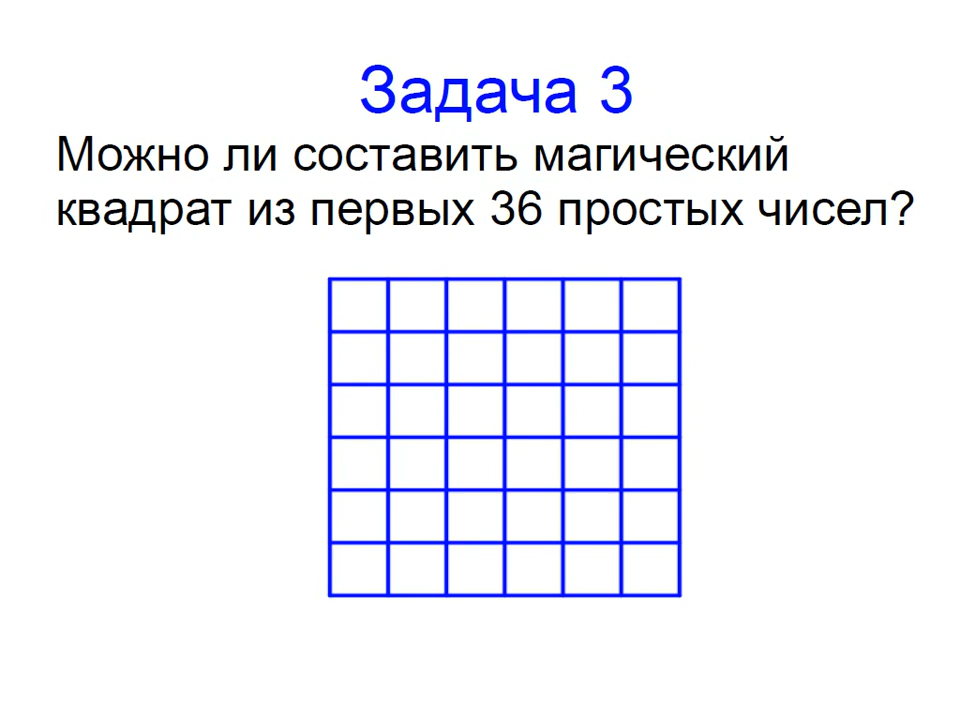 Задача 3
Можно ли составить магический
квадрат из первых 36 простых чисел?